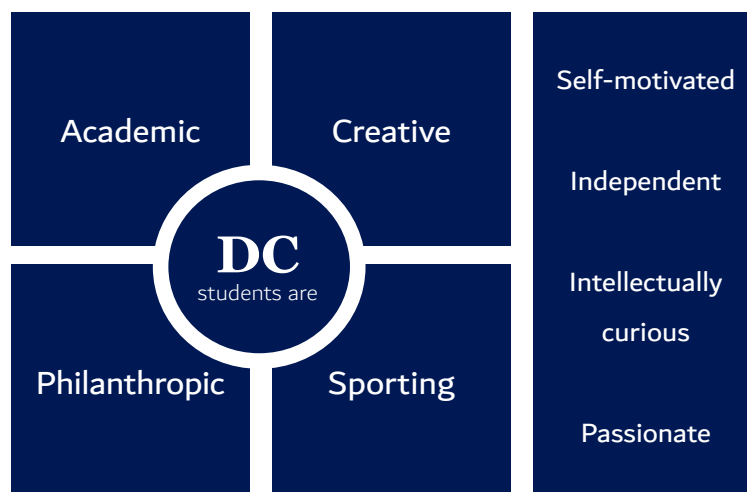 Academic
Creative
DC
students are
Philanthropic
Sporting
Self-motivated
Independent
Intellectually
curious
Passionate